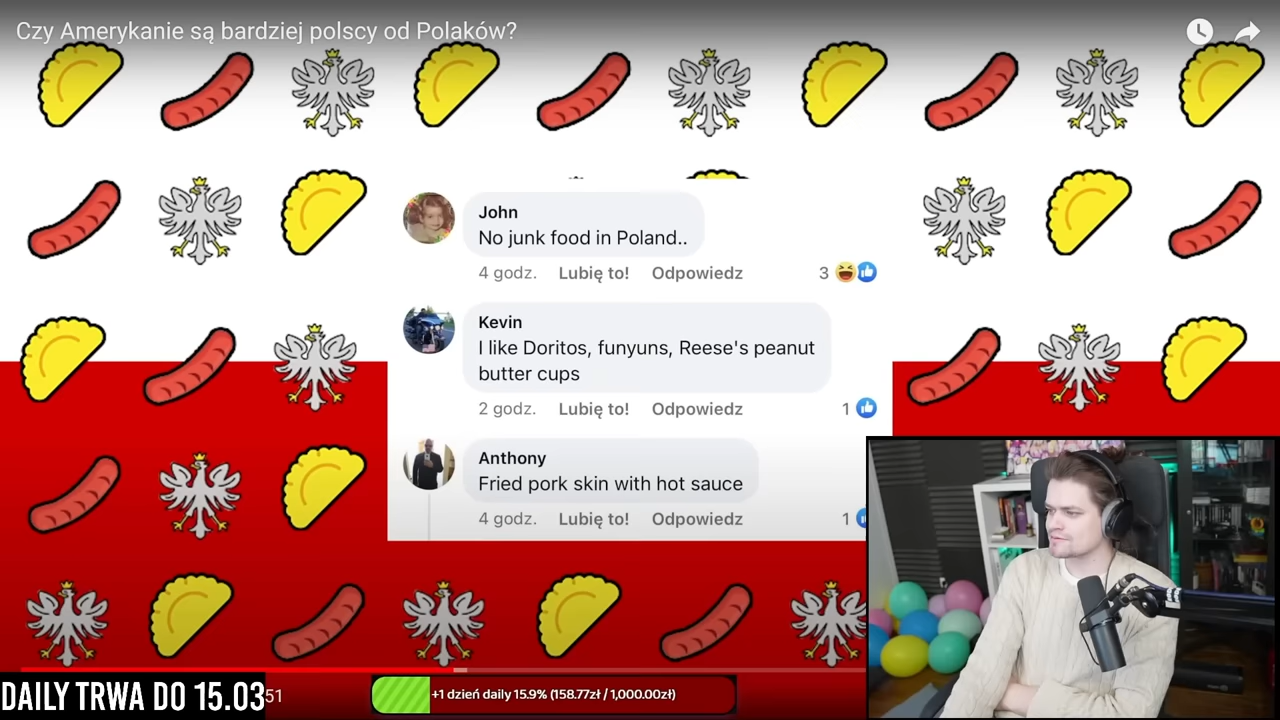 Czy Amerykanie są bardziej polscy od Polaków?
John
No junk food in Poland..
4 godz. Lubię to! Odpowiedz 3
Kevin
I like Doritos, funyuns, Reese's peanut
butter cups
2 godz. Lubię to! Odpowiedz 1
Anthony
Fried pork skin with hot sauce
4 godz. Lubię to! Odpowiedz 1
DAILY TRWA DO 15.03
51
+1 dzień daily 15.9% (158.77zł / 1,000.00zł)